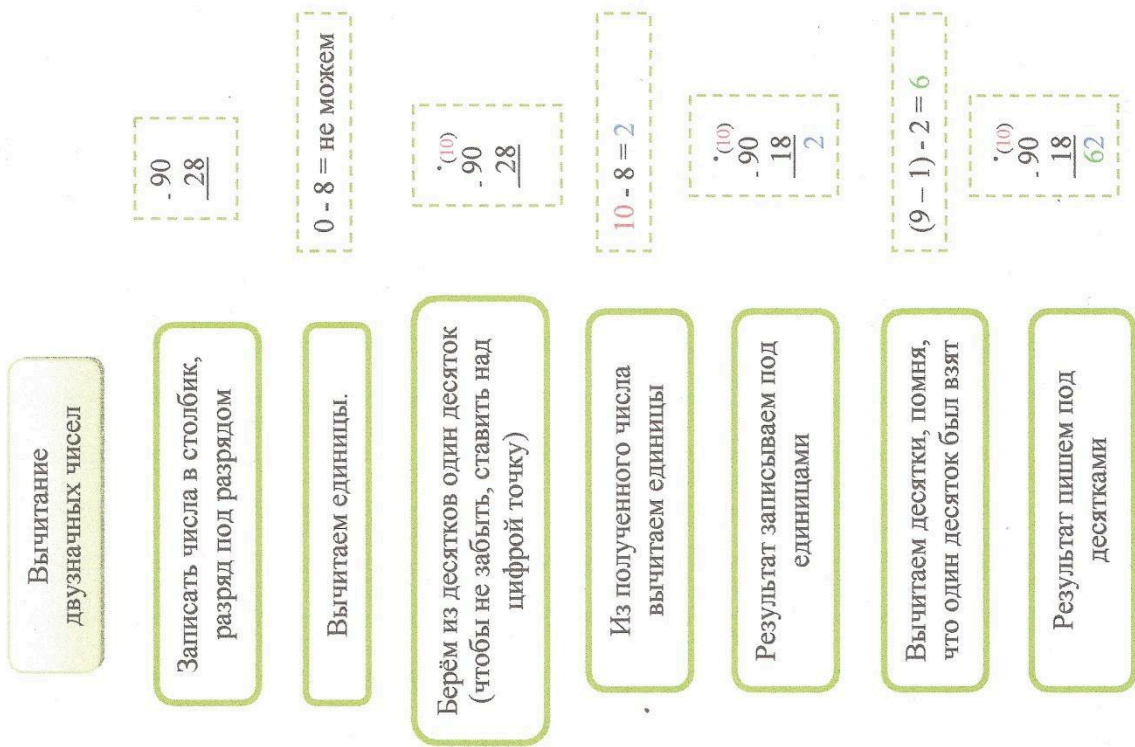 Вычитание
двузначных чисел
Записать числа в столбик,
разряд под разрядом
- 90
28
Вычитаем единицы.
0 - 8 = не можем
Берём из десятков один десяток
(чтобы не забыть, ставить над
цифрой точку)
•(10)
- 90
28
Из полученного числа
вычитаем единицы
10 - 8 = 2
Результат записываем под
единицами
•(10)
- 90
18
2
Вычитаем десятки, помня,
что один десяток был взят
(9 – 1) - 2 = 6
Результат пишем под
десятками
•(10)
- 90
18
62